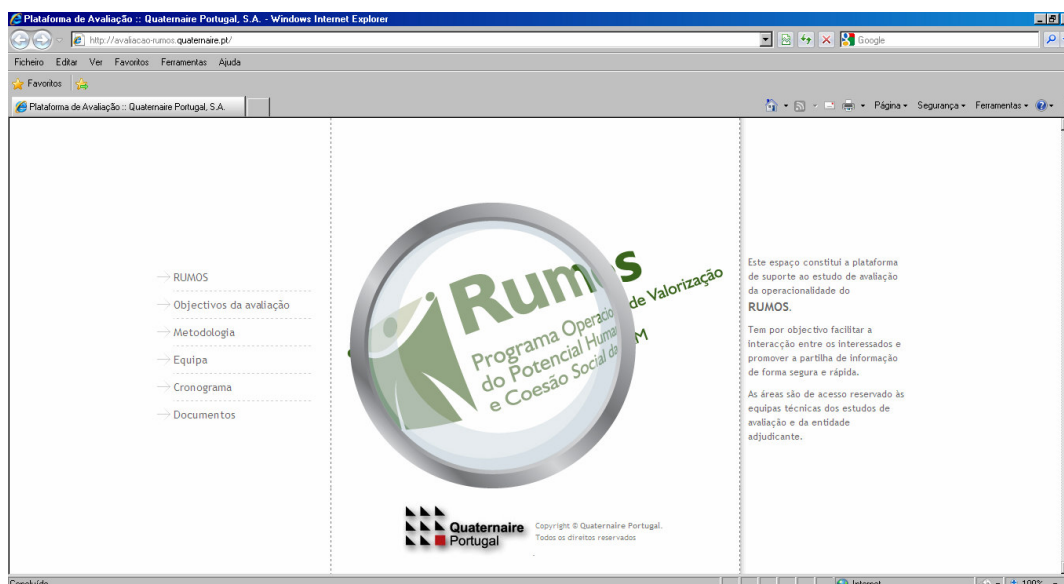 Plataforma de Avaliação :: Quaternaire Portugal, S.A. - Windows Internet Explorer
http://avaliacao-rumos.quaternaire.pt/
Google
Ficheiro Editar Ver Favoritos Ferramentas Ajuda
Favoritos
Plataforma de Avaliação :: Quaternaire Portugal, S.A.
Página Segurança Ferramentas
RUMOS
Objectivos da avaliação
Metodologia
Equipa
Cronograma
Documentos
Rumos
Programa Operacio de Valorização
do Potencial Humano
e Coesão Social da M
Quaternaire
Portugal
Copyright © Quaternaire Portugal.
Todos os direitos reservados
Este espaço constitui a plataforma
de suporte ao estudo de avaliação
da operacionalidade do
RUMOS.
Tem por objectivo facilitar a
interacção entre os interessados e
promover a partilha de informação
de forma segura e rápida.
As áreas são de acesso reservado às
equipas técnicas dos estudos de
avaliação e da entidade
adjudicante.
Concluído
Internet
100%